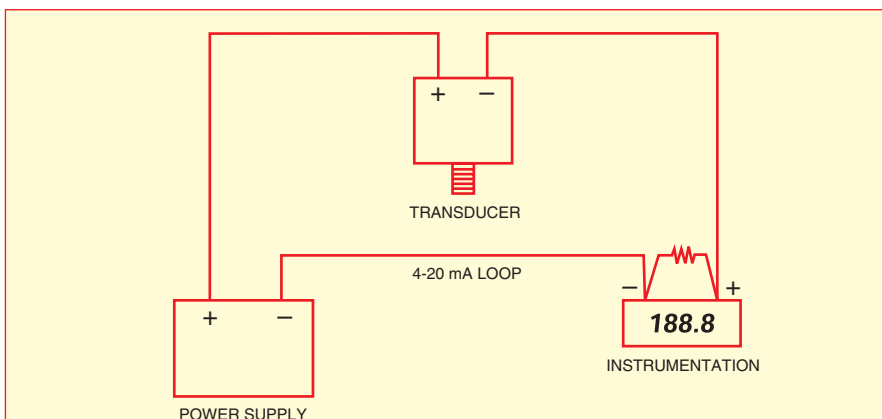 + −
TRANSDUCER
4-20 mA LOOP
− +
+ −
188.8
INSTRUMENTATION
POWER SUPPLY